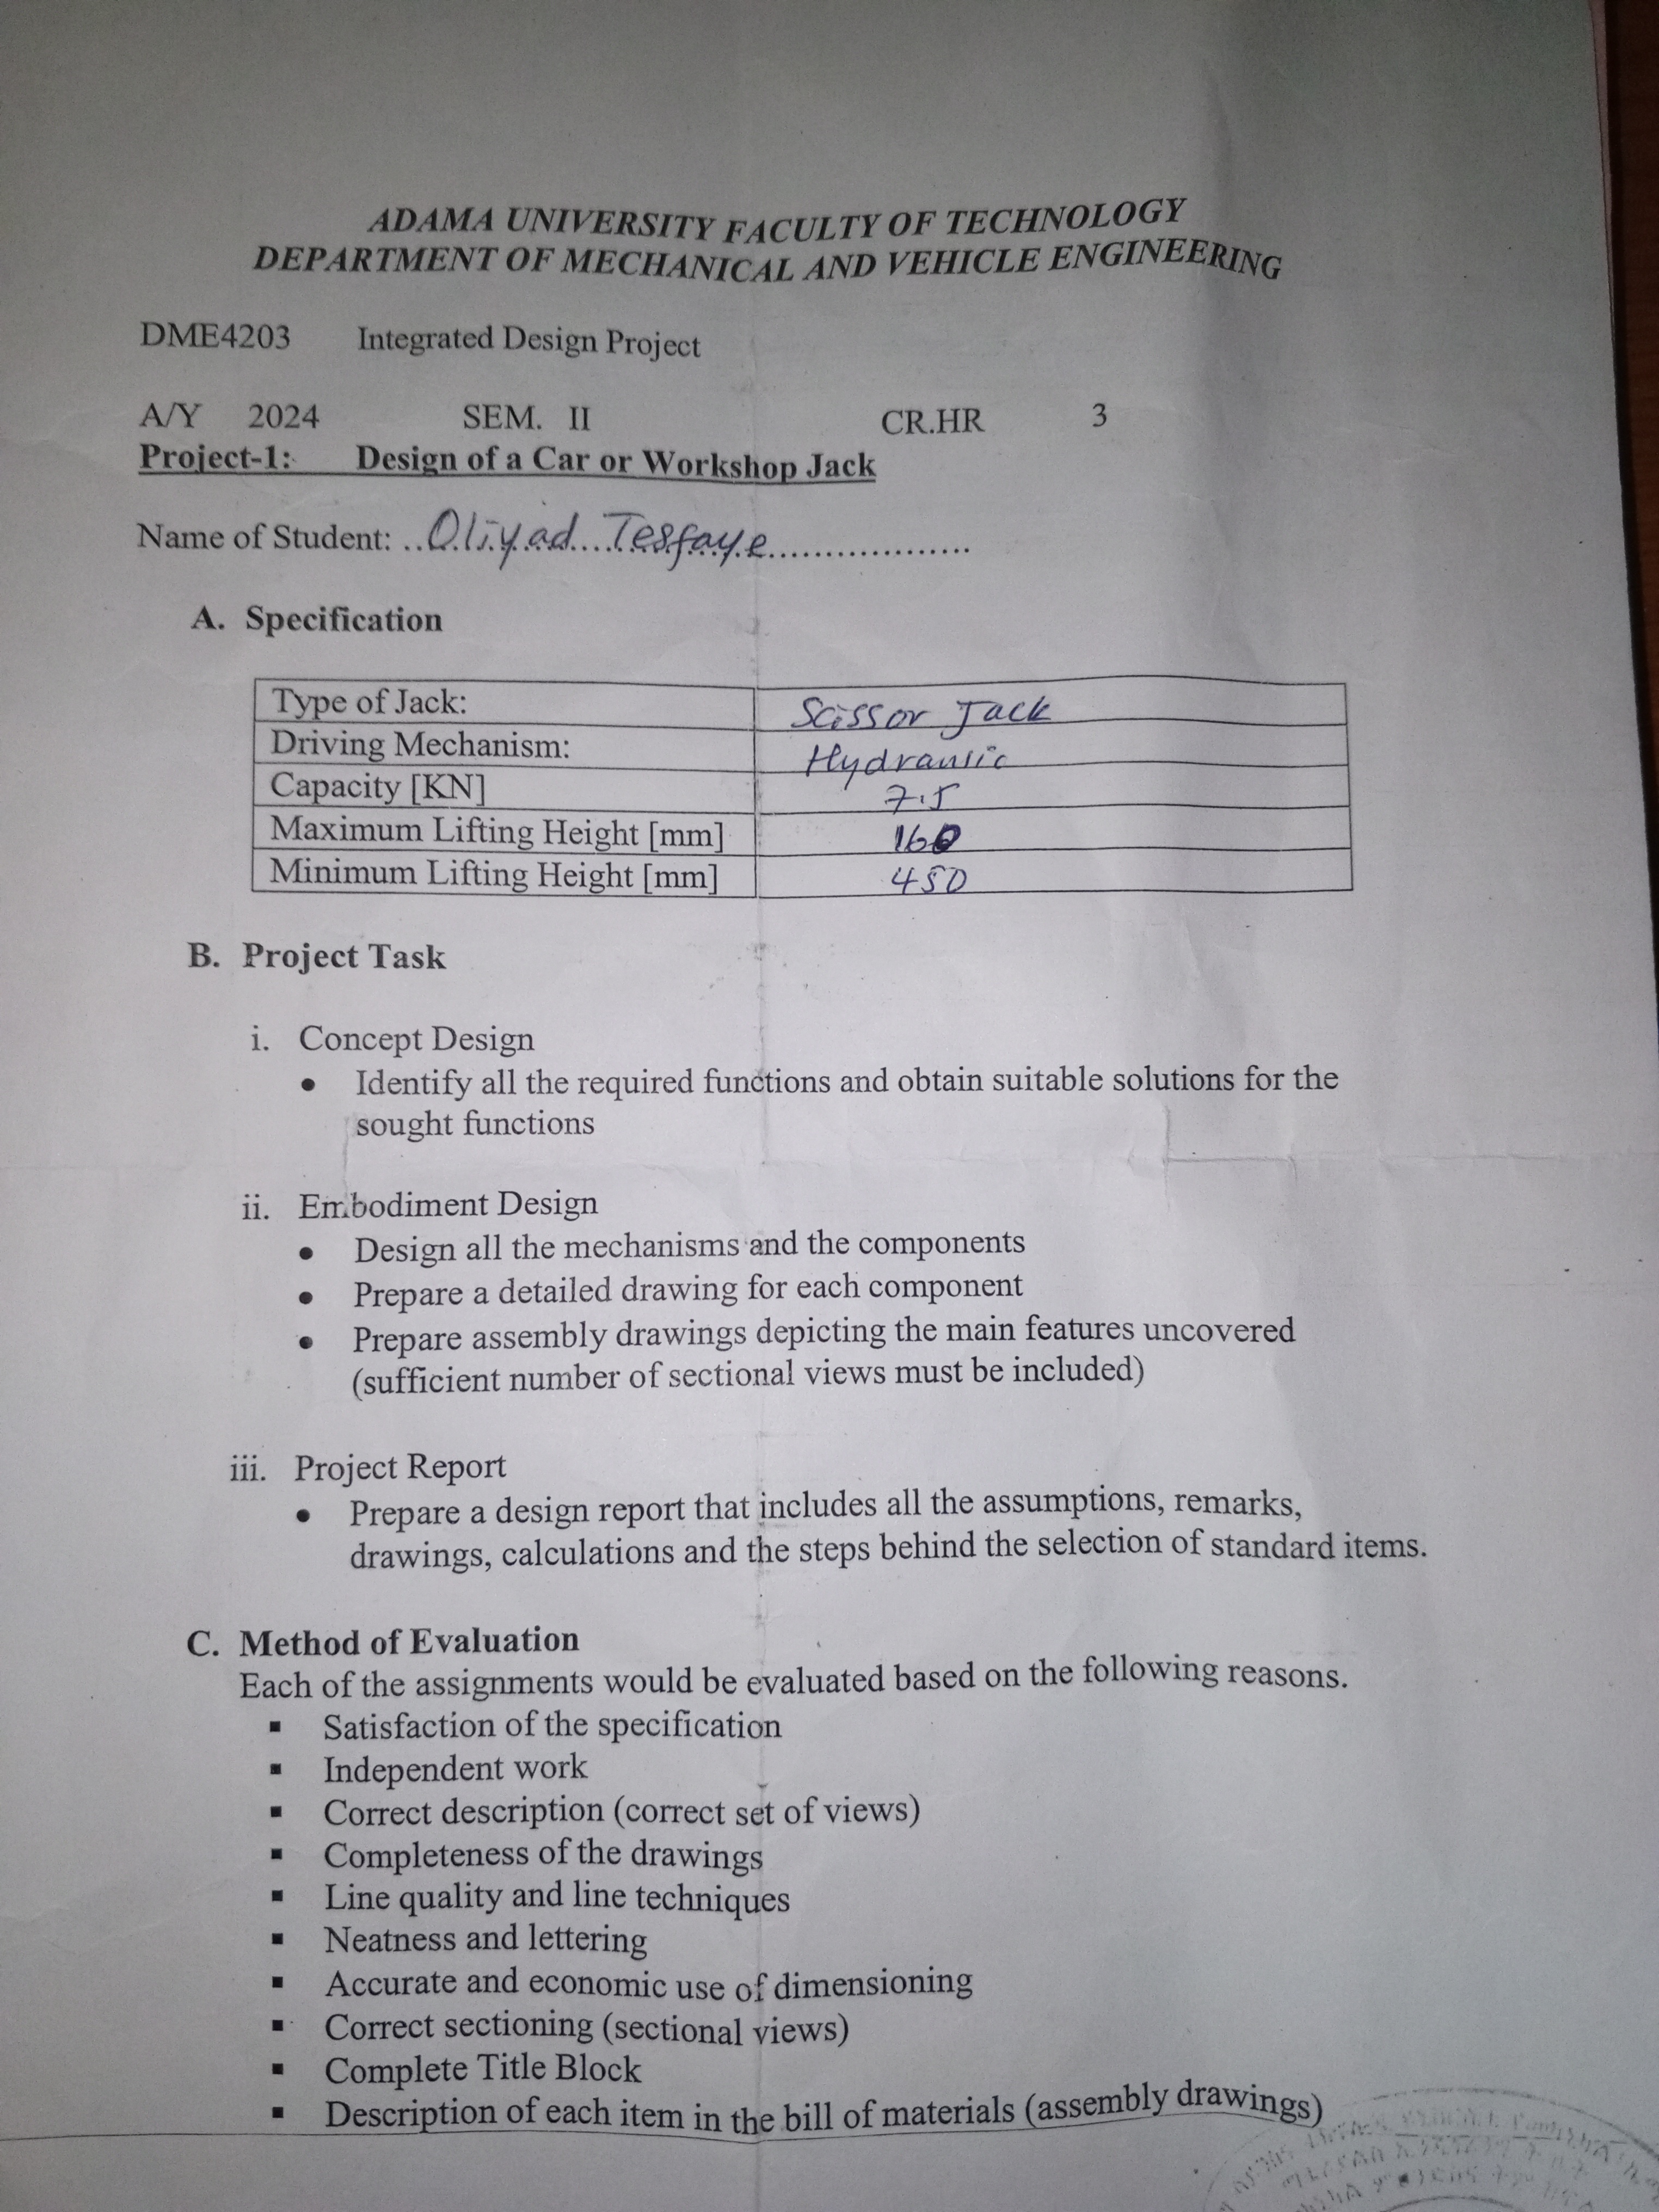 ADAMA UNIVERSITY FACULTY OF TECHNOLOGY
DEPARTMENT OF MECHANICAL AND VEHICLE ENGINEERING
DME4203 Integrated Design Project
A/Y 2024 SEM. II CR.HR 3
Project-1: Design of a Car or Workshop Jack
Name of Student: ..Oliyad Tesfaye..................
A. Specification
Type of Jack: Scissor Jack
Driving Mechanism: Hydraulic
Capacity [KN] 7.5
Maximum Lifting Height [mm] 160
Minimum Lifting Height [mm] 450
B. Project Task
i. Concept Design
• Identify all the required functions and obtain suitable solutions for the
sought functions
ii. Embodiment Design
• Design all the mechanisms and the components
• Prepare a detailed drawing for each component
• Prepare assembly drawings depicting the main features uncovered
(sufficient number of sectional views must be included)
iii. Project Report
• Prepare a design report that includes all the assumptions, remarks,
drawings, calculations and the steps behind the selection of standard items.
C. Method of Evaluation
Each of the assignments would be evaluated based on the following reasons.
▪ Satisfaction of the specification
▪ Independent work
▪ Correct description (correct set of views)
▪ Completeness of the drawings
▪ Line quality and line techniques
▪ Neatness and lettering
▪ Accurate and economic use of dimensioning
▪ Correct sectioning (sectional views)
▪ Complete Title Block
▪ Description of each item in the bill of materials (assembly drawings)